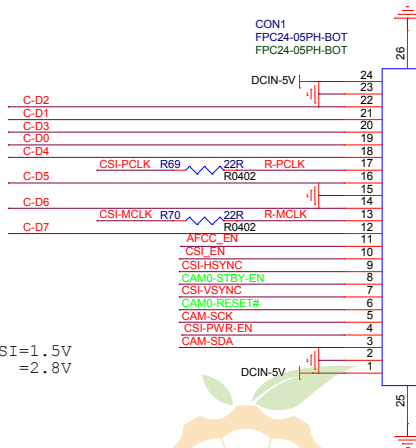 CON1
FPC24-05PH-BOT
FPC24-05PH-BOT
26
DCIN-5V 24
23
C-D2 22
C-D1 21
C-D3 20
C-D0 19
C-D4 18
CSI-PCLK R69 22R R-PCLK 17
R0402
C-D5 16
15
C-D6 14
CSI-MCLK R70 22R R-MCLK 13
R0402
C-D7 12
AFCC_EN 11
CSI_EN 10
CSI-HSYNC 9
CAM0-STBY-EN 8
CSI-VSYNC 7
CAM0-RESET# 6
CAM-SCK 5
CSI-PWR-EN 4
CAM-SDA 3
2
DCIN-5V 1
SI=1.5V
=2.8V
25